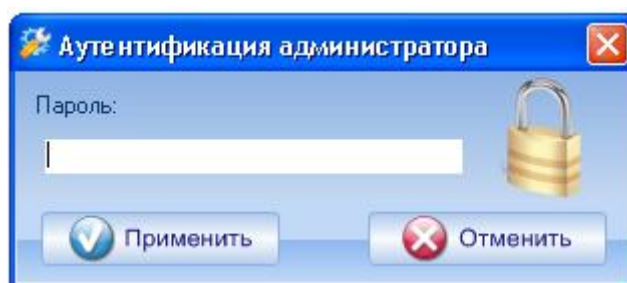 Аутентификация администратора
Пароль:
Применить
Отменить